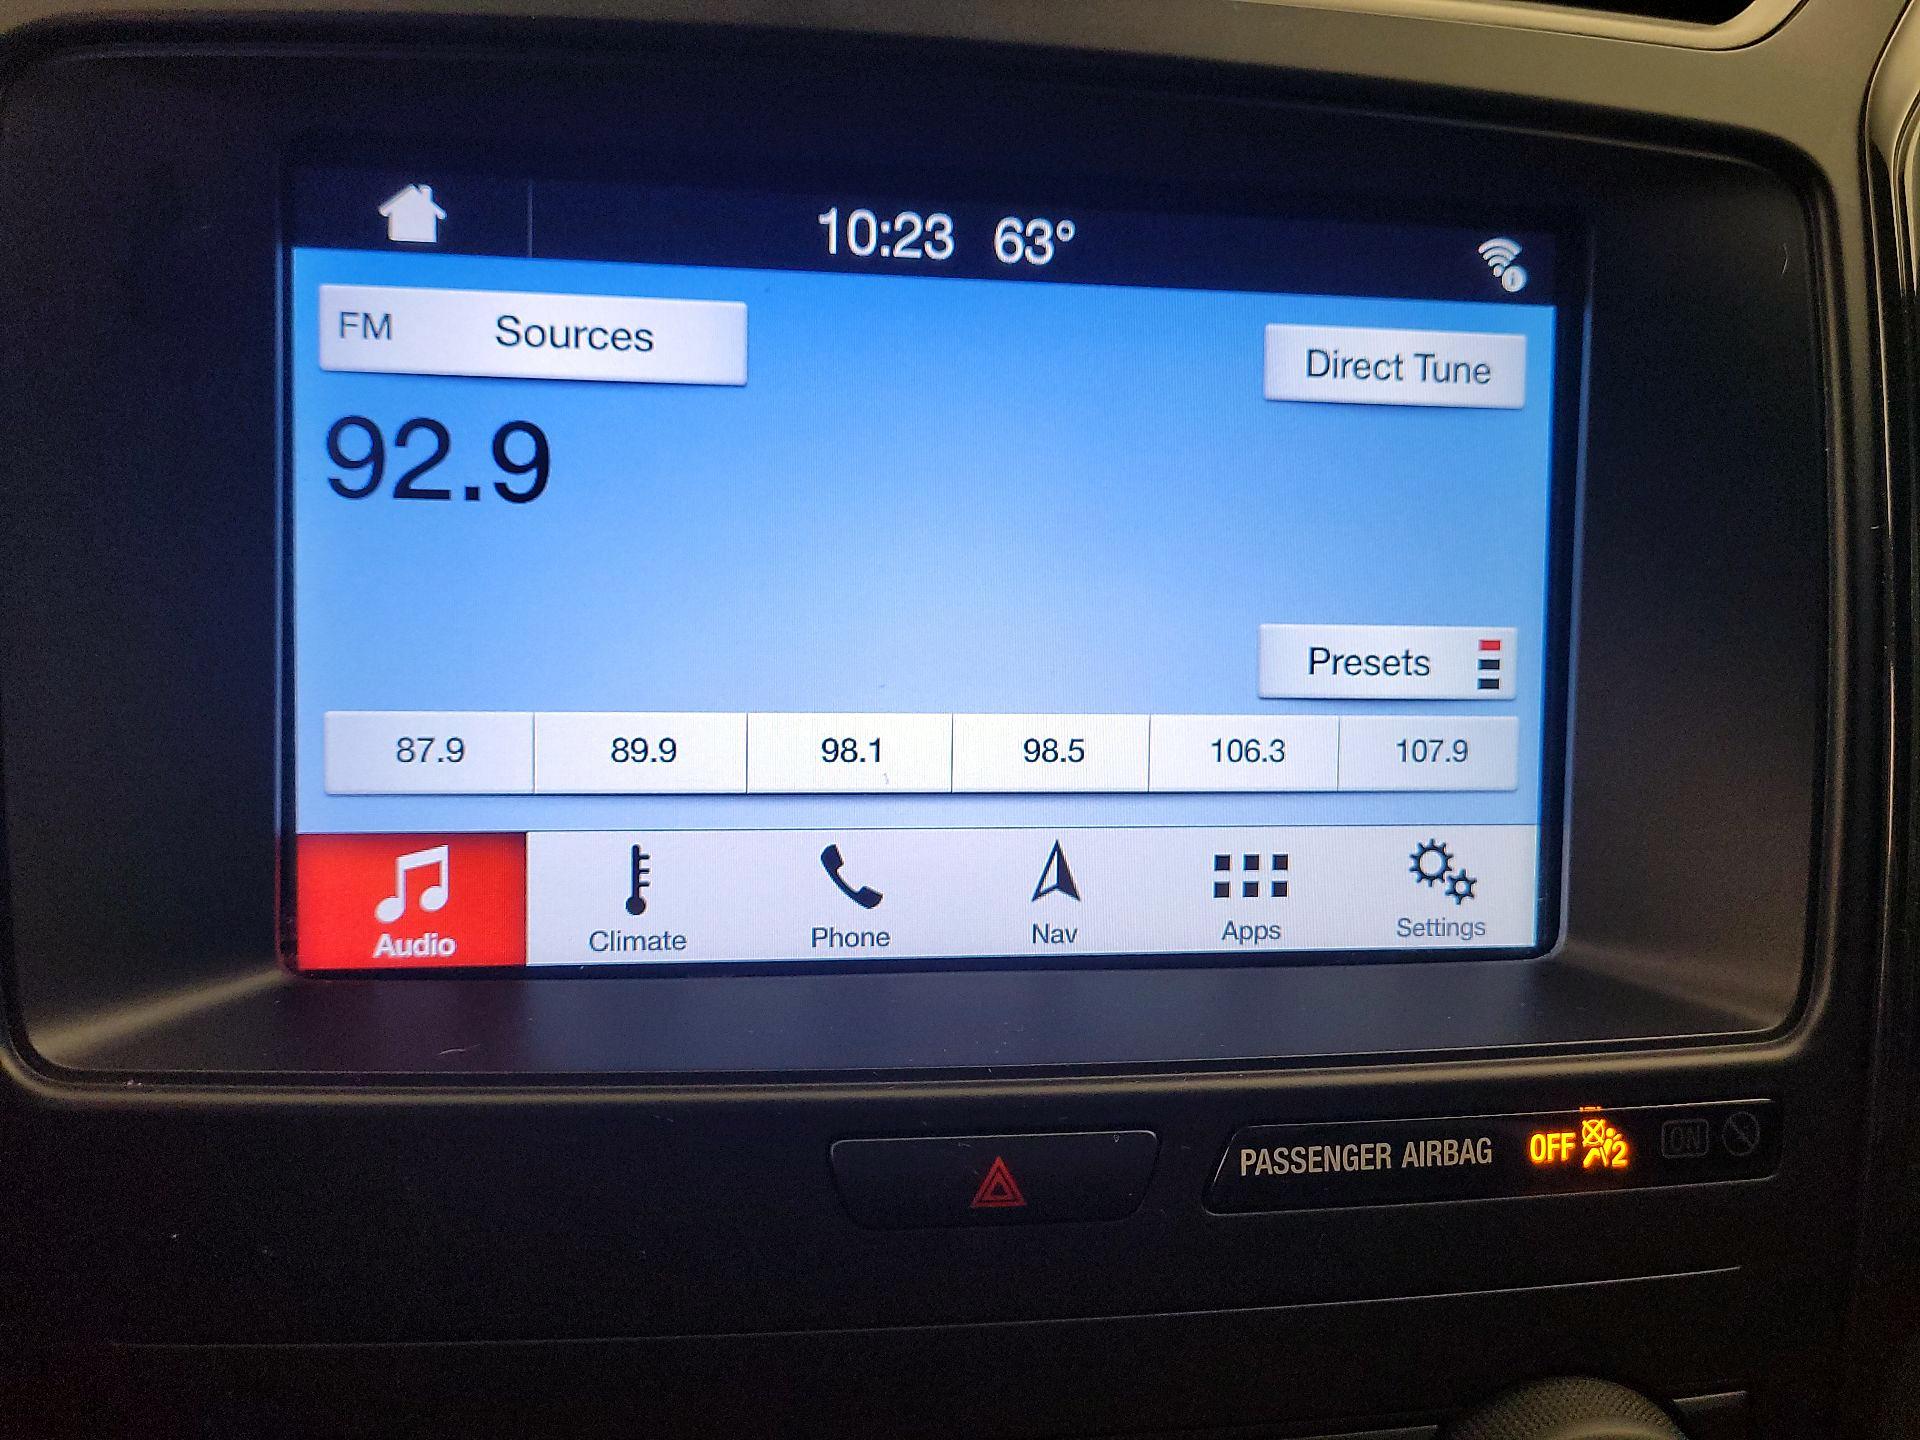 10:23 63°
FM Sources
Direct Tune
92.9
Presets
87.9 89.9 98.1 98.5 106.3 107.9
Audio Climate Phone Nav Apps Settings
PASSENGER AIRBAG OFF 2 ON